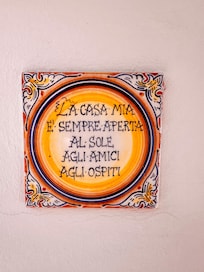 LA CASA MIA
E' SEMPRE APERTA
AL SOLE
AGLI AMICI
AGLI OSPITI